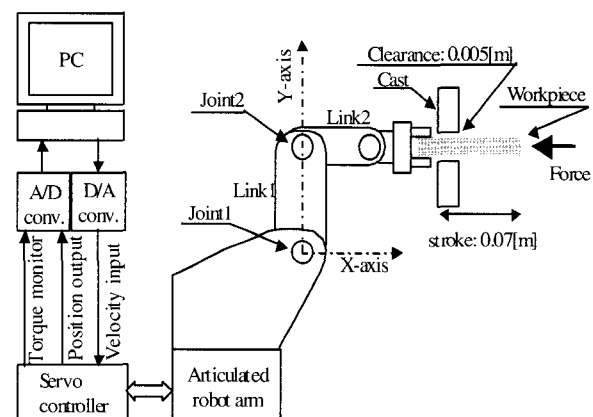 PC
A/D conv.
D/A conv.
Torque monitor
Position output
Velocity input
Servo controller
Articulated robot arm
Joint2
Link1
Joint1
Y-axis
X-axis
Link2
Cast
Clearance: 0.005[m]
Workpiece
Force
stroke: 0.07[m]